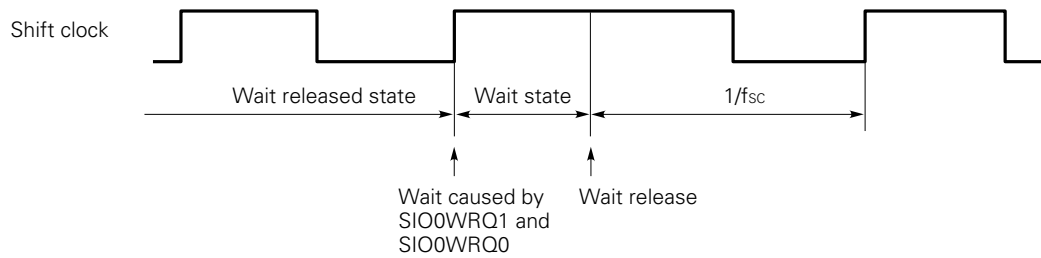 Shift clock
Wait released state
Wait state
1/fsc
Wait caused by
SIO0WRQ1 and
SIO0WRQ0
Wait release